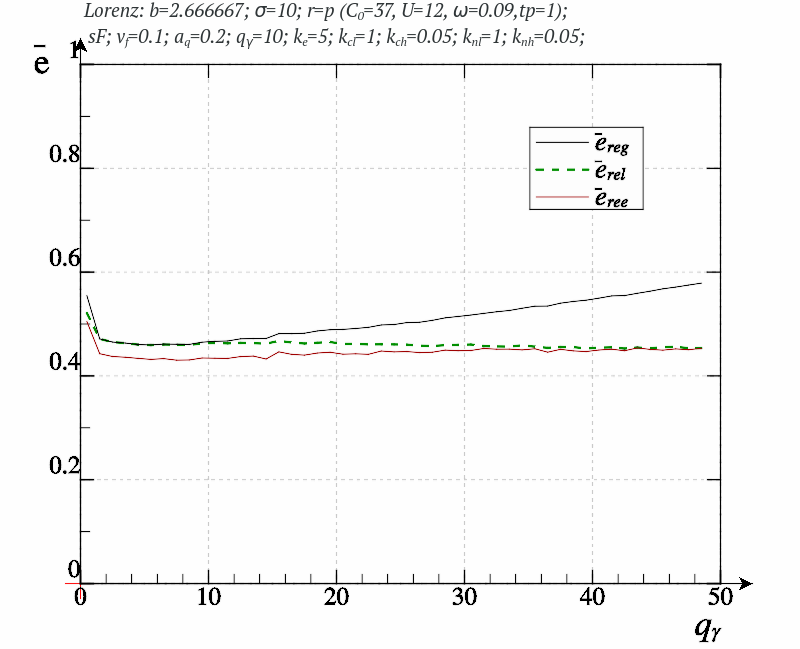 Lorenz: b=2.666667; σ=10; r=p (C₀=37, U=12, ω=0.09,tp=1);
sF; v_f=0.1; a_q=0.2; q_γ=10; k_e=5; k_cl=1; k_ch=0.05; k_nl=1; k_nh=0.05;
ē
1
0.8
0.6
0.4
0.2
0
ē_reg
ē_rel
ē_ree
0 10 20 30 40 50
q_γ